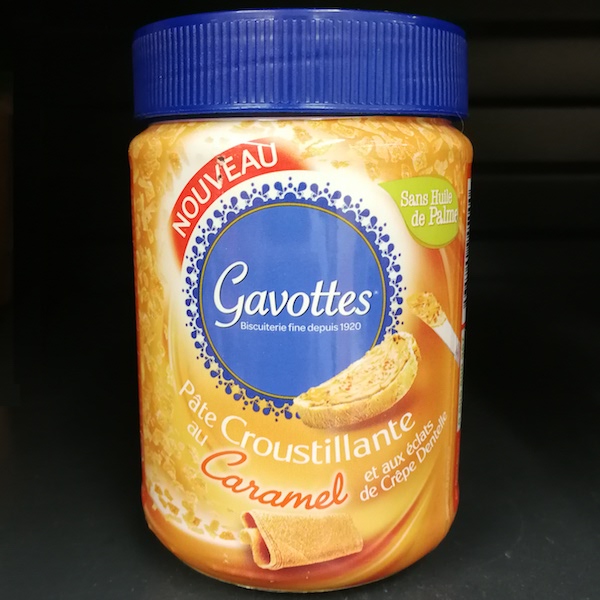 NOUVEAU
Sans Huile
de Palme
Gavottes
Biscuiterie fine depuis 1920
Pâte Croustillante
au Caramel
et aux éclats
de Crêpe Dentelle